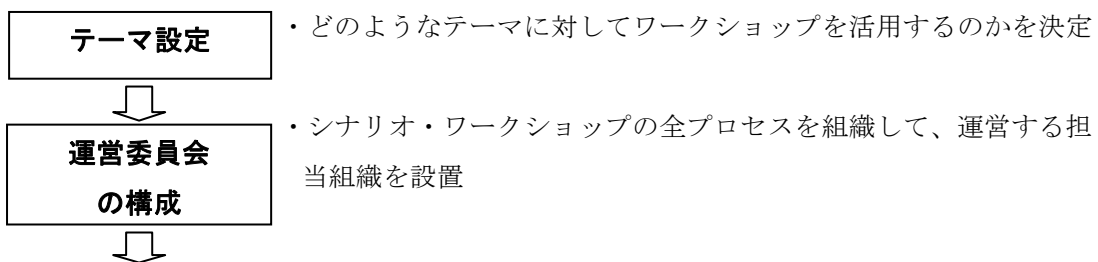 テーマ設定
・どのようなテーマに対してワークショップを活用するのかを決定
運営委員会
の構成
・シナリオ・ワークショップの全プロセスを組織して、運営する担
当組織を設置